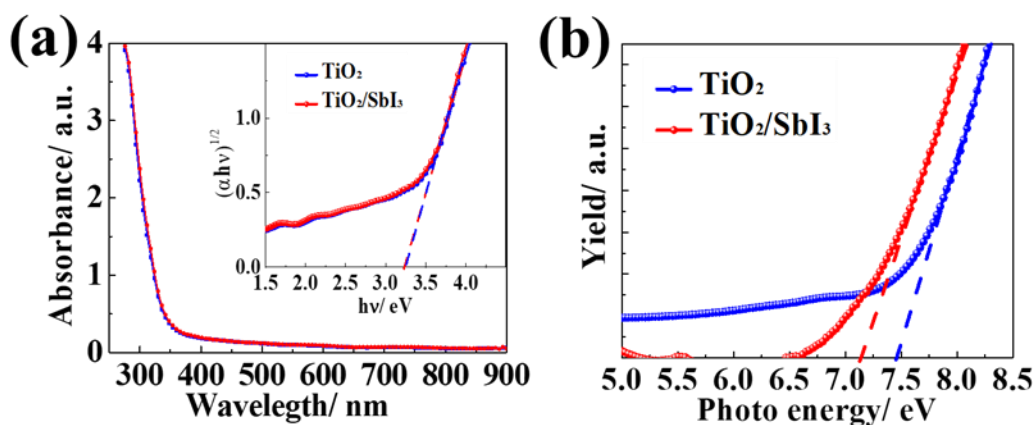 (a)
4
3
2
1
0
Absorbance/ a.u.
300 400 500 600 700 800 900
Wavelegth/ nm
TiO2
TiO2/SbI3
1.0
0.5
0.0
(αhν)1/2
1.5 2.0 2.5 3.0 3.5 4.0
hν/ eV
(b)
TiO2
TiO2/SbI3
Yield/ a.u.
5.0 5.5 6.0 6.5 7.0 7.5 8.0 8.5
Photo energy/ eV